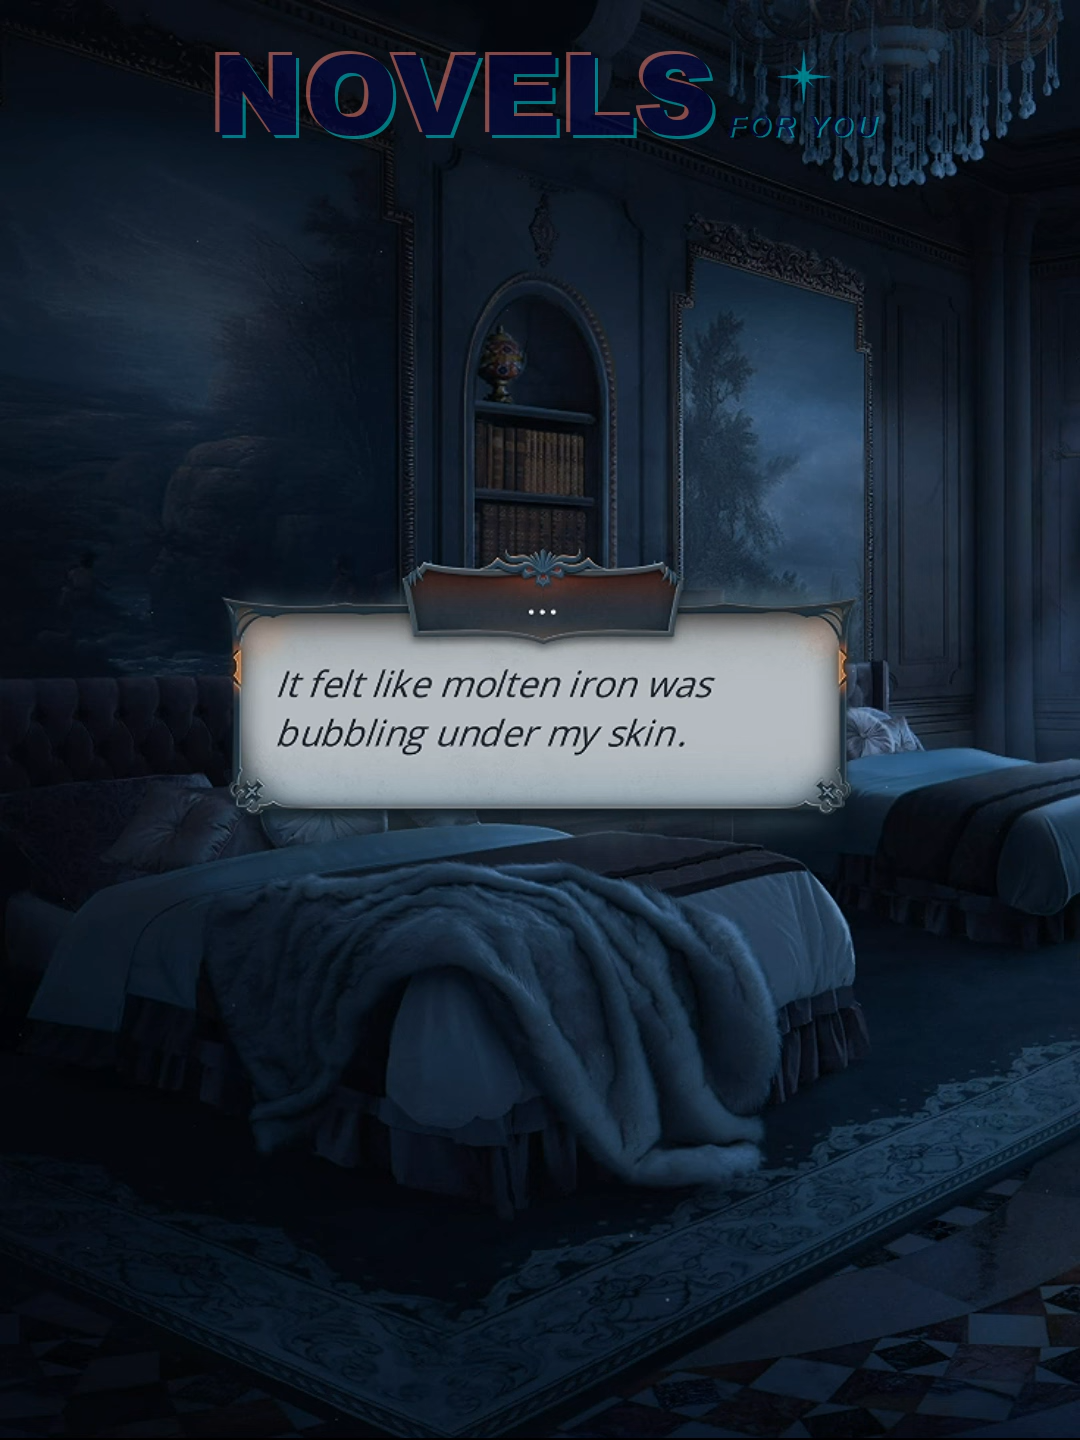 NOVELS
FOR YOU
...
It felt like molten iron was
bubbling under my skin.